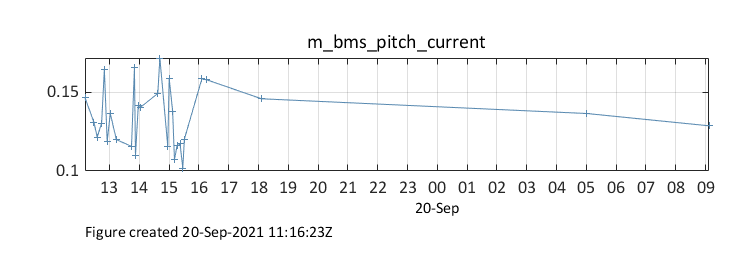 m_bms_pitch_current
0.15
0.1
13 14 15 16 17 18 19 20 21 22 23 00 01 02 03 04 05 06 07 08 09
20-Sep
Figure created 20-Sep-2021 11:16:23Z